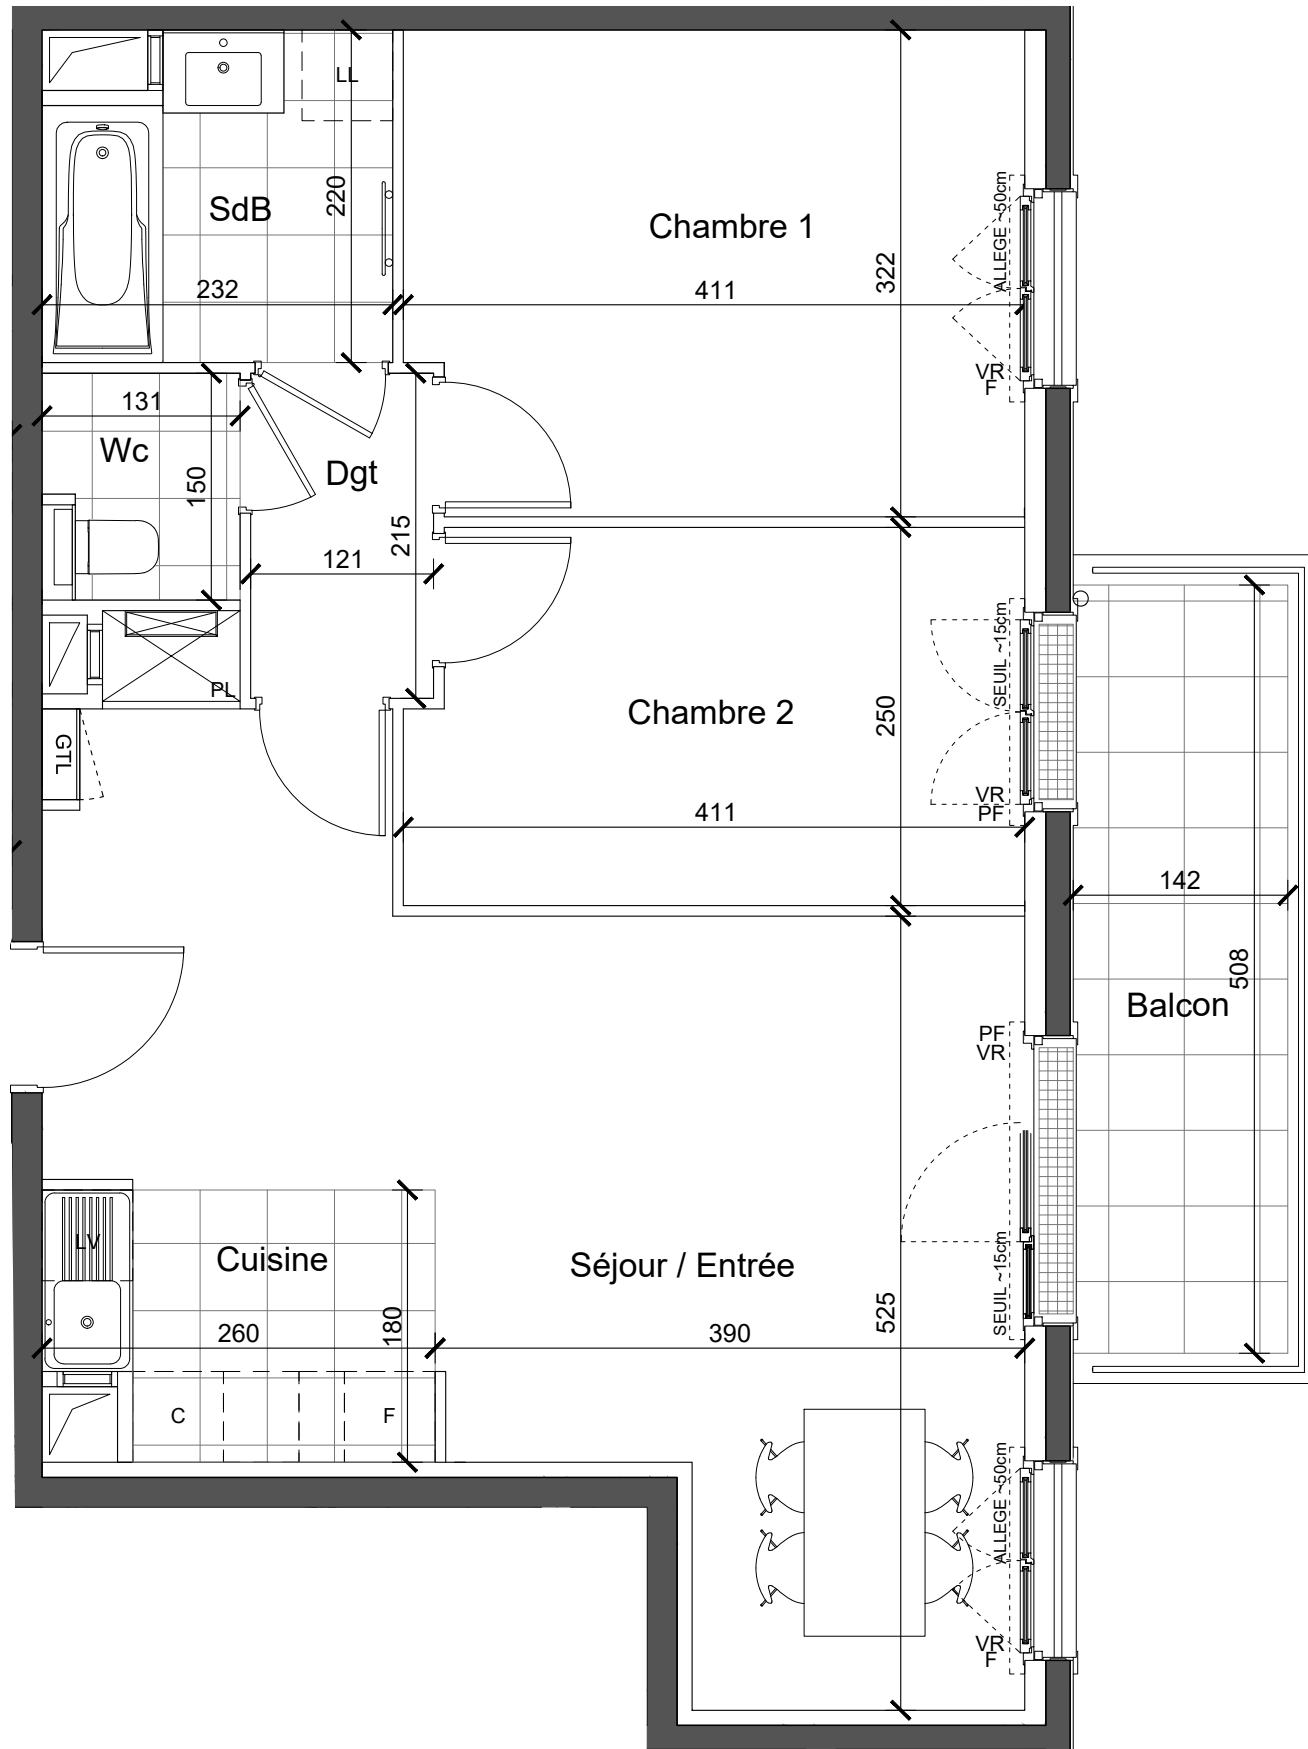 LL
SdB
220
232
Chambre 1
322
411
ALLEGE ~50cm
VR
F
131
Wc
150
Dgt
215
121
PL
GTL
Chambre 2
250
411
SEUIL ~15cm
VR
PF
142
508
Balcon
PF
VR
SEUIL ~15cm
LV
Cuisine
180
260
Séjour / Entrée
525
390
C
F
ALLEGE ~50cm
VR
F